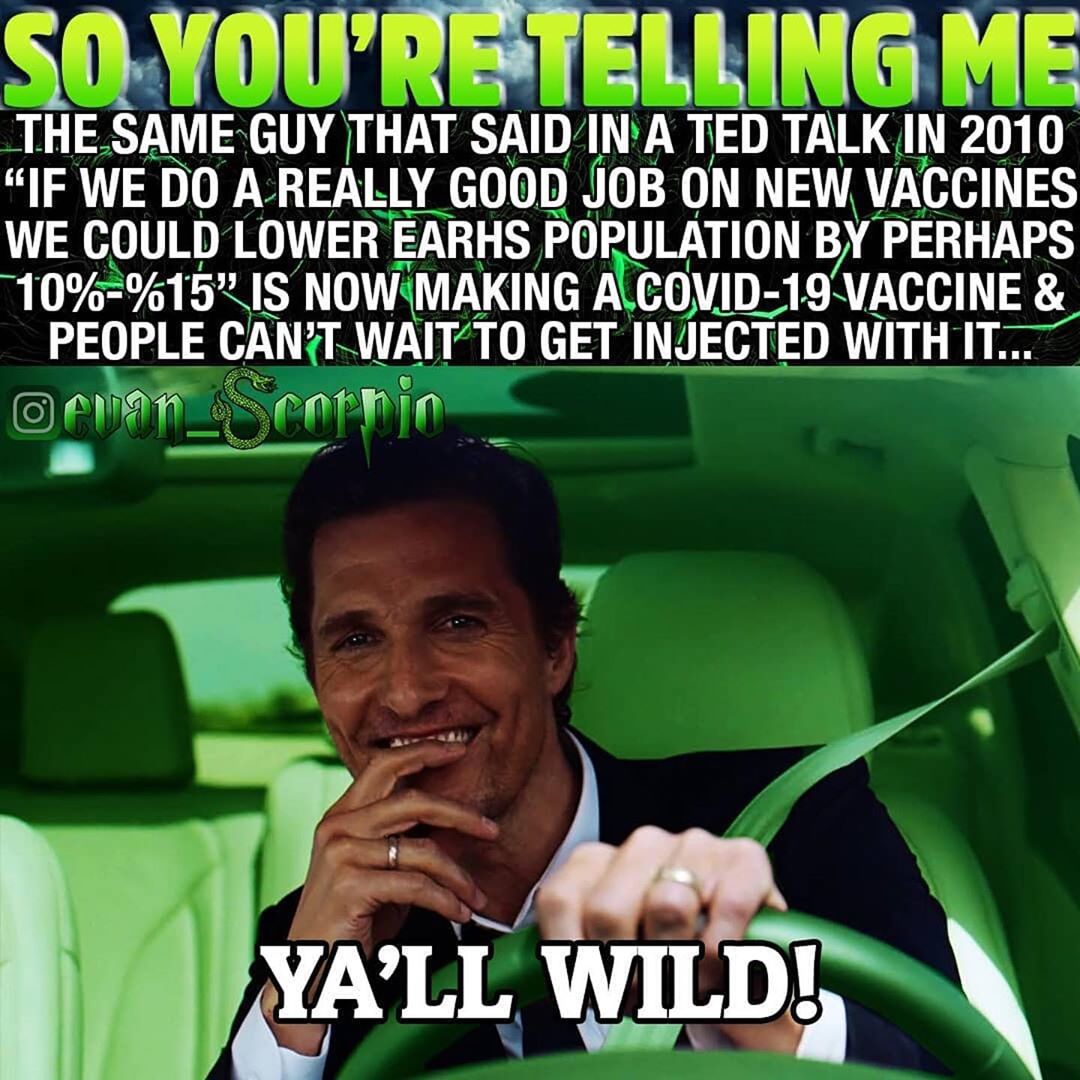 SO YOU'RE TELLING ME
THE SAME GUY THAT SAID IN A TED TALK IN 2010
“IF WE DO A REALLY GOOD JOB ON NEW VACCINES
WE COULD LOWER EARHS POPULATION BY PERHAPS
10%-%15” IS NOW MAKING A COVID-19 VACCINE &
PEOPLE CAN'T WAIT TO GET INJECTED WITH IT...
evan_Scorpio
YA'LL WILD!